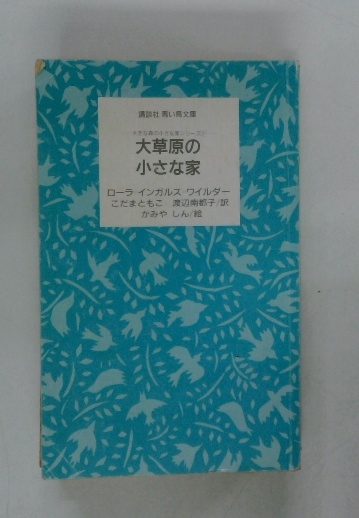 講談社 青い鳥文庫
大草原の
小さな家
ローラ=インガルス=ワイルダー
こだまともこ 渡辺南都子/訳
かみや しん/絵